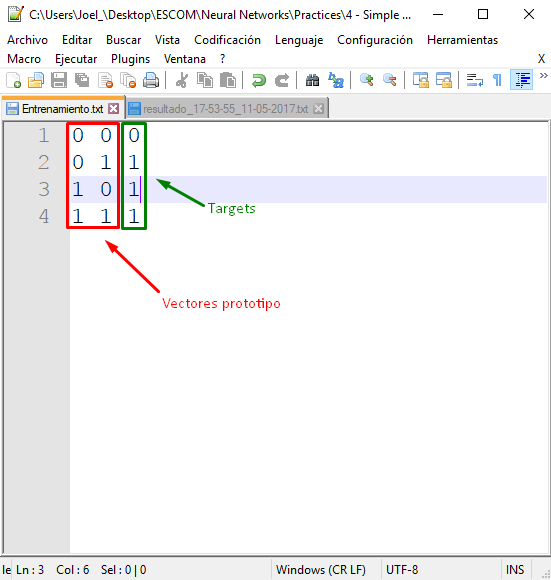 C:\Users\Joel_\Desktop\ESCOM\Neural Networks\Practices\4 - Simple ...
Archivo Editar Buscar Vista Codificación Lenguaje Configuración Herramientas
Macro Ejecutar Plugins Ventana ? X
Entrenamiento.txt resultado_17-53-55_11-05-2017.txt
1 0 0 0
2 0 1 1
3 1 0 1
4 1 1 1
Targets
Vectores prototipo
le Ln : 3 Col : 6 Sel : 0 | 0 Windows (CR LF) UTF-8 INS